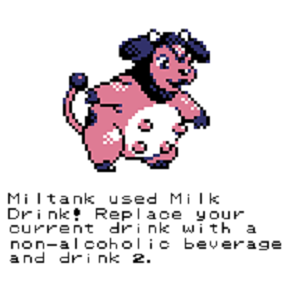 Miltank used Milk
Drink! Replace your
current drink with a
non-alcoholic beverage
and drink 2.